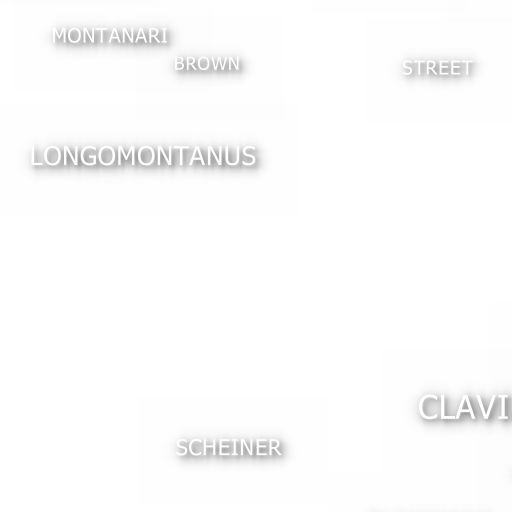 MONTANARI
BROWN
STREET
LONGOMONTANUS
CLAVI
SCHEINER